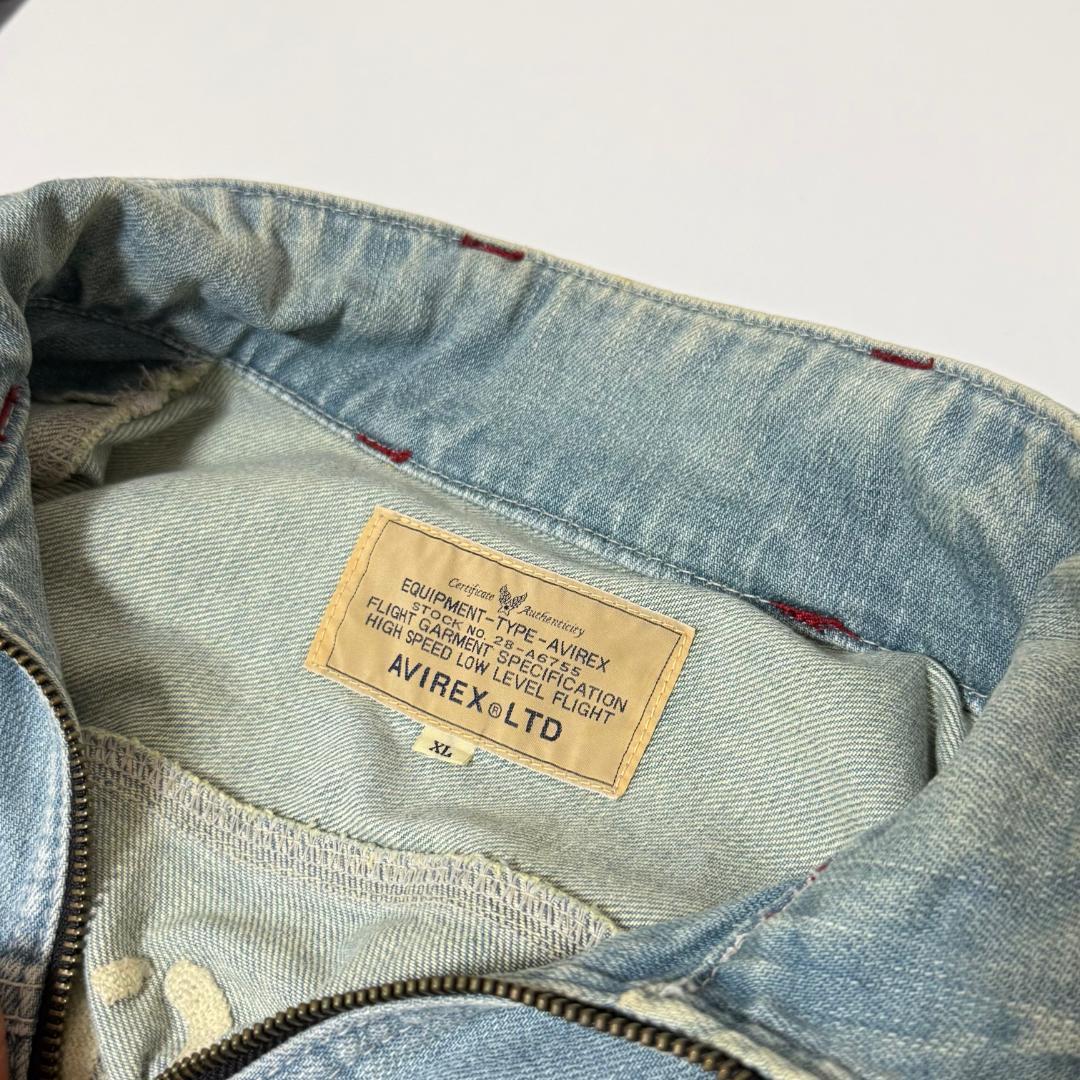 Certificate Authenticity
EQUIPMENT-TYPE-AVIREX
STOCK NO. 28-A6755
FLIGHT GARMENT SPECIFICATION
HIGH SPEED LOW LEVEL FLIGHT
AVIREX® LTD
XL